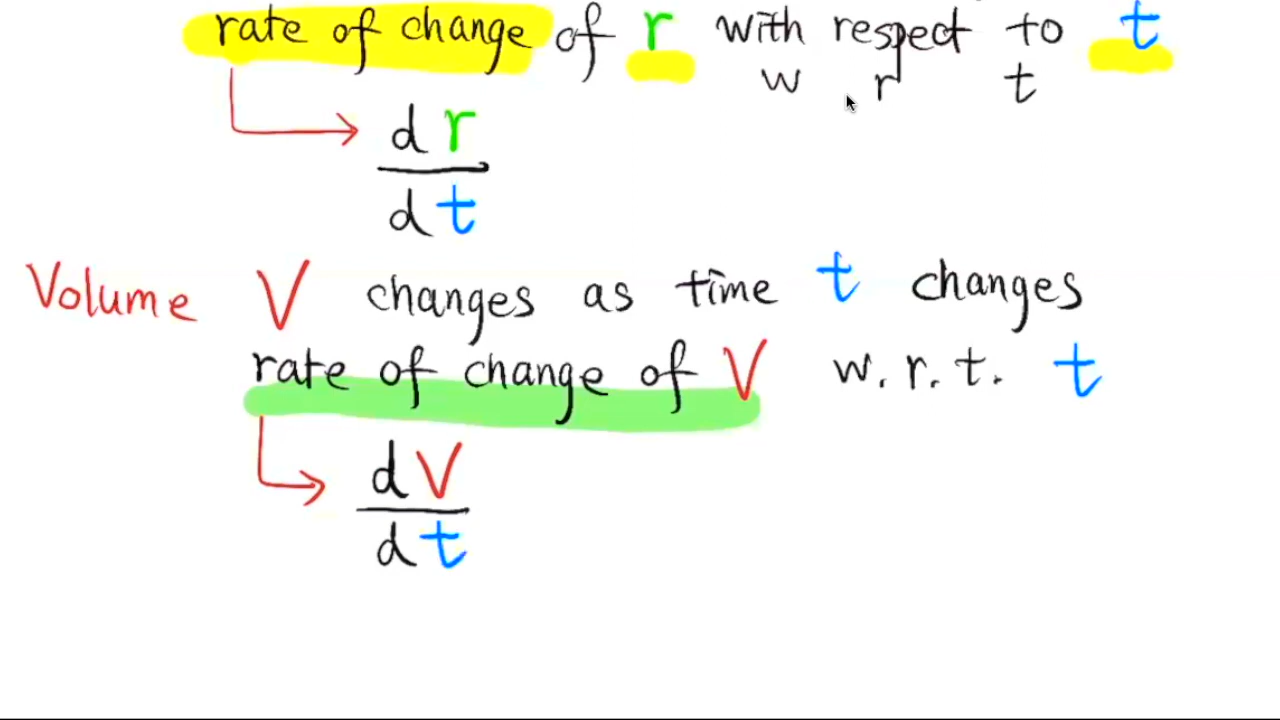 rate of change of r with respect to t
w r t
dr
dt
Volume V changes as time t changes
rate of change of V w.r.t. t
dV
dt